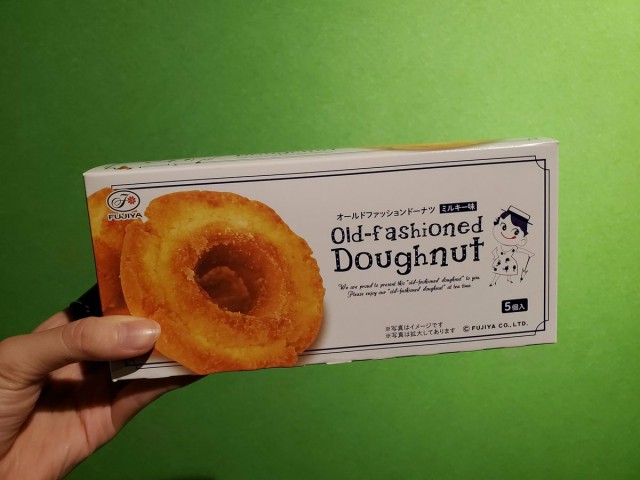 FUJIYA
オールドファッションドーナツ ミルキー味
Old-fashioned
Doughnut
We are proud to present this "old-fashioned doughnut" to you.
Please enjoy our "old-fashioned doughnut" at tea time.
5個入
※写真はイメージです
※写真は拡大してあります
©FUJIYA CO., LTD.